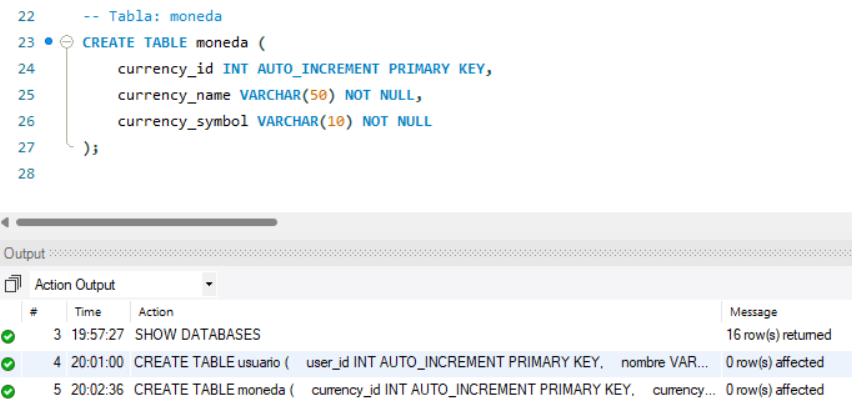 22 -- Tabla: moneda
23 CREATE TABLE moneda (
24 currency_id INT AUTO_INCREMENT PRIMARY KEY,
25 currency_name VARCHAR(50) NOT NULL,
26 currency_symbol VARCHAR(10) NOT NULL
27 );
28
Output
Action Output
# Time Action Message
3 19:57:27 SHOW DATABASES 16 row(s) returned
4 20:01:00 CREATE TABLE usuario ( user_id INT AUTO_INCREMENT PRIMARY KEY, nombre VAR... 0 row(s) affected
5 20:02:36 CREATE TABLE moneda ( currency_id INT AUTO_INCREMENT PRIMARY KEY, currency... 0 row(s) affected